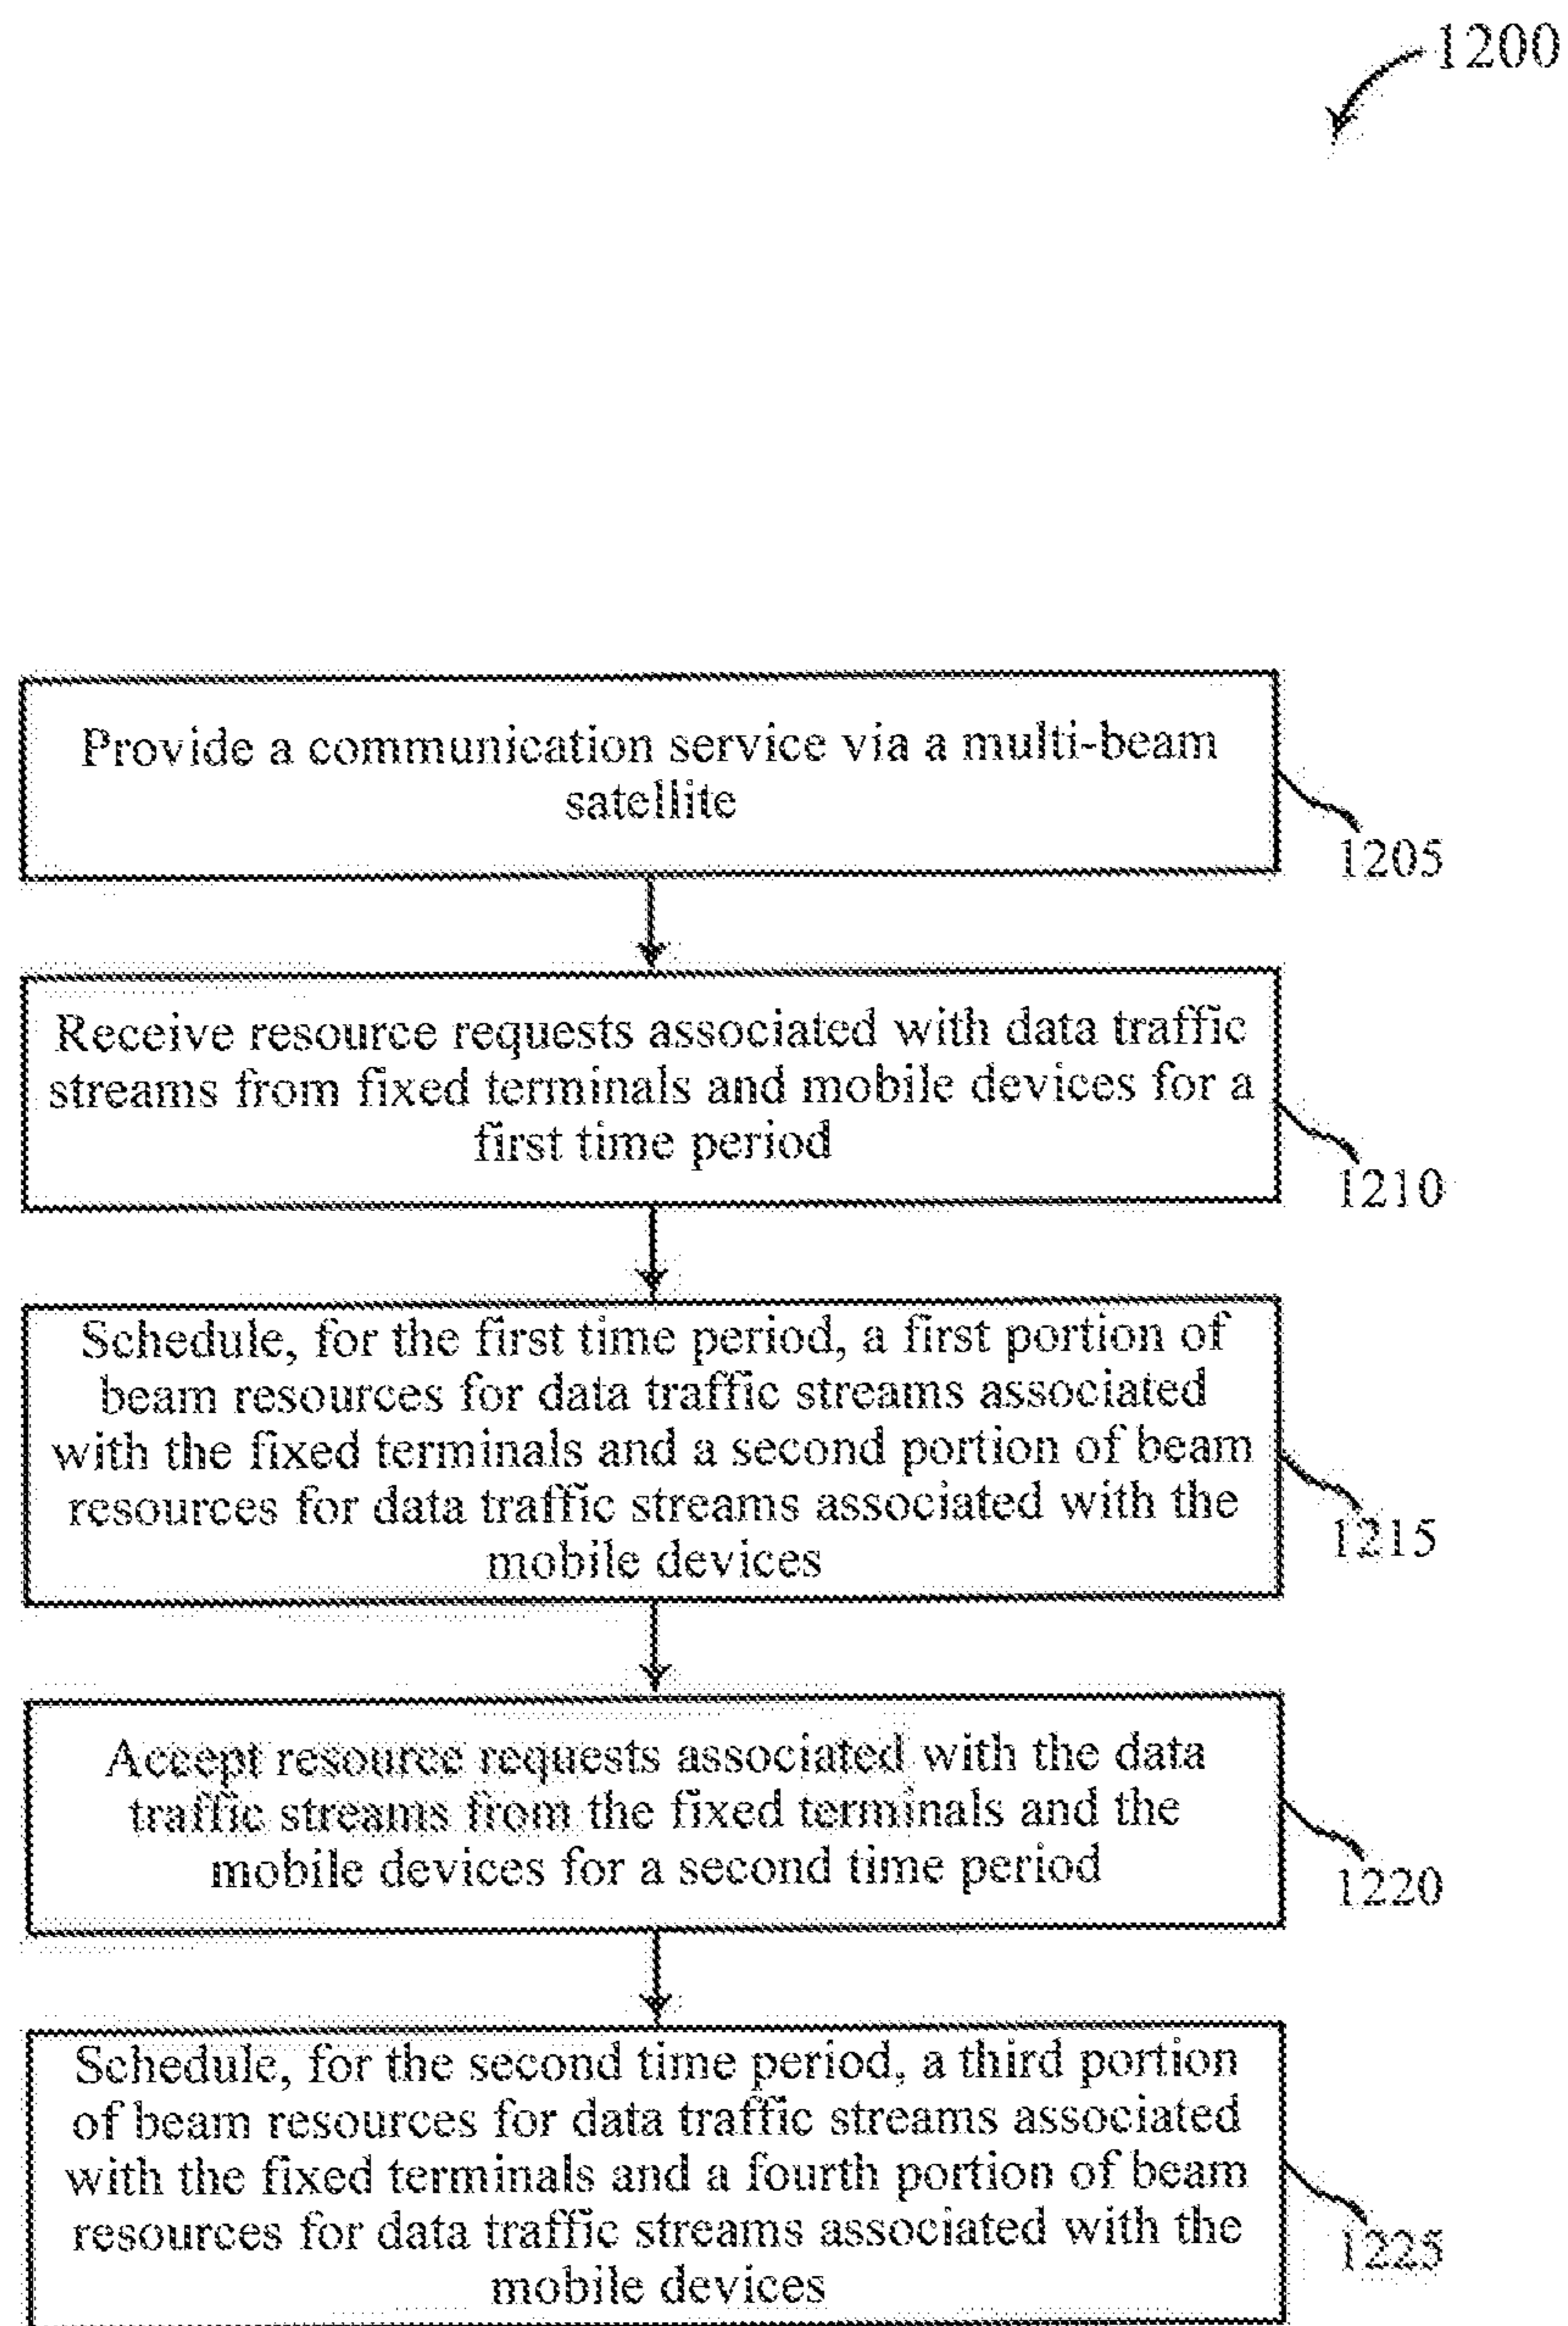 1200
Provide a communication service via a multi-beam
satellite
1205
Receive resource requests associated with data traffic
streams from fixed terminals and mobile devices for a
first time period
1210
Schedule, for the first time period, a first portion of
beam resources for data traffic streams associated
with the fixed terminals and a second portion of beam
resources for data traffic streams associated with the
mobile devices
1215
Accept resource requests associated with the data
traffic streams from the fixed terminals and the
mobile devices for a second time period
1220
Schedule, for the second time period, a third portion
of beam resources for data traffic streams associated
with the fixed terminals and a fourth portion of beam
resources for data traffic streams associated with the
mobile devices
1225